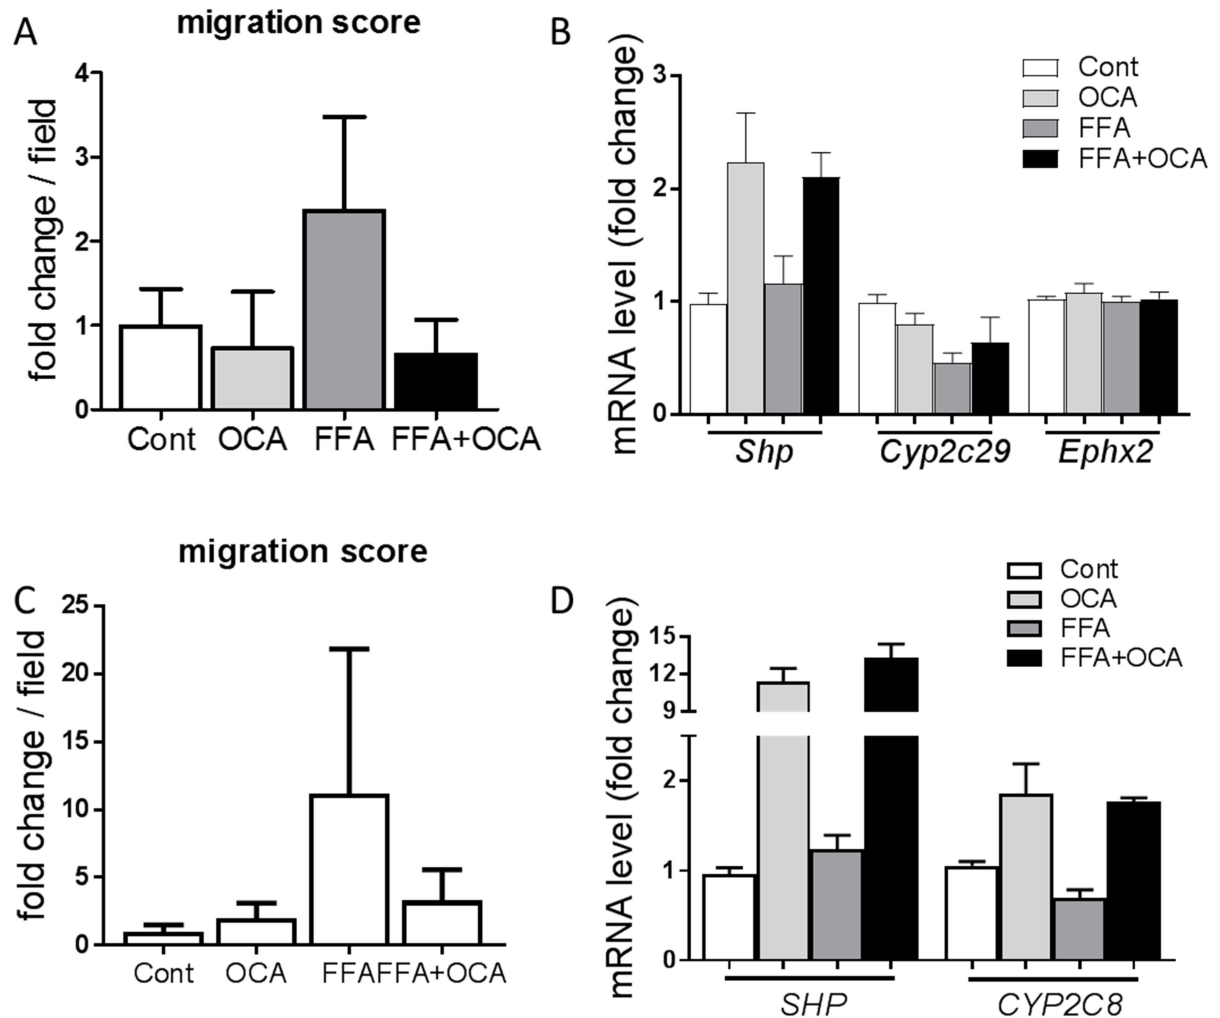 A
migration score
fold change / field
4
3
2
1
0
Cont
OCA
FFA
FFA+OCA
B
mRNA level (fold change)
3
2
1
0
Cont
OCA
FFA
FFA+OCA
Shp
Cyp2c29
Ephx2
C
migration score
fold change / field
25
20
15
10
5
0
Cont
OCA
FFA
FFA+OCA
D
mRNA level (fold change)
15
12
9
2
1
0
Cont
OCA
FFA
FFA+OCA
SHP
CYP2C8